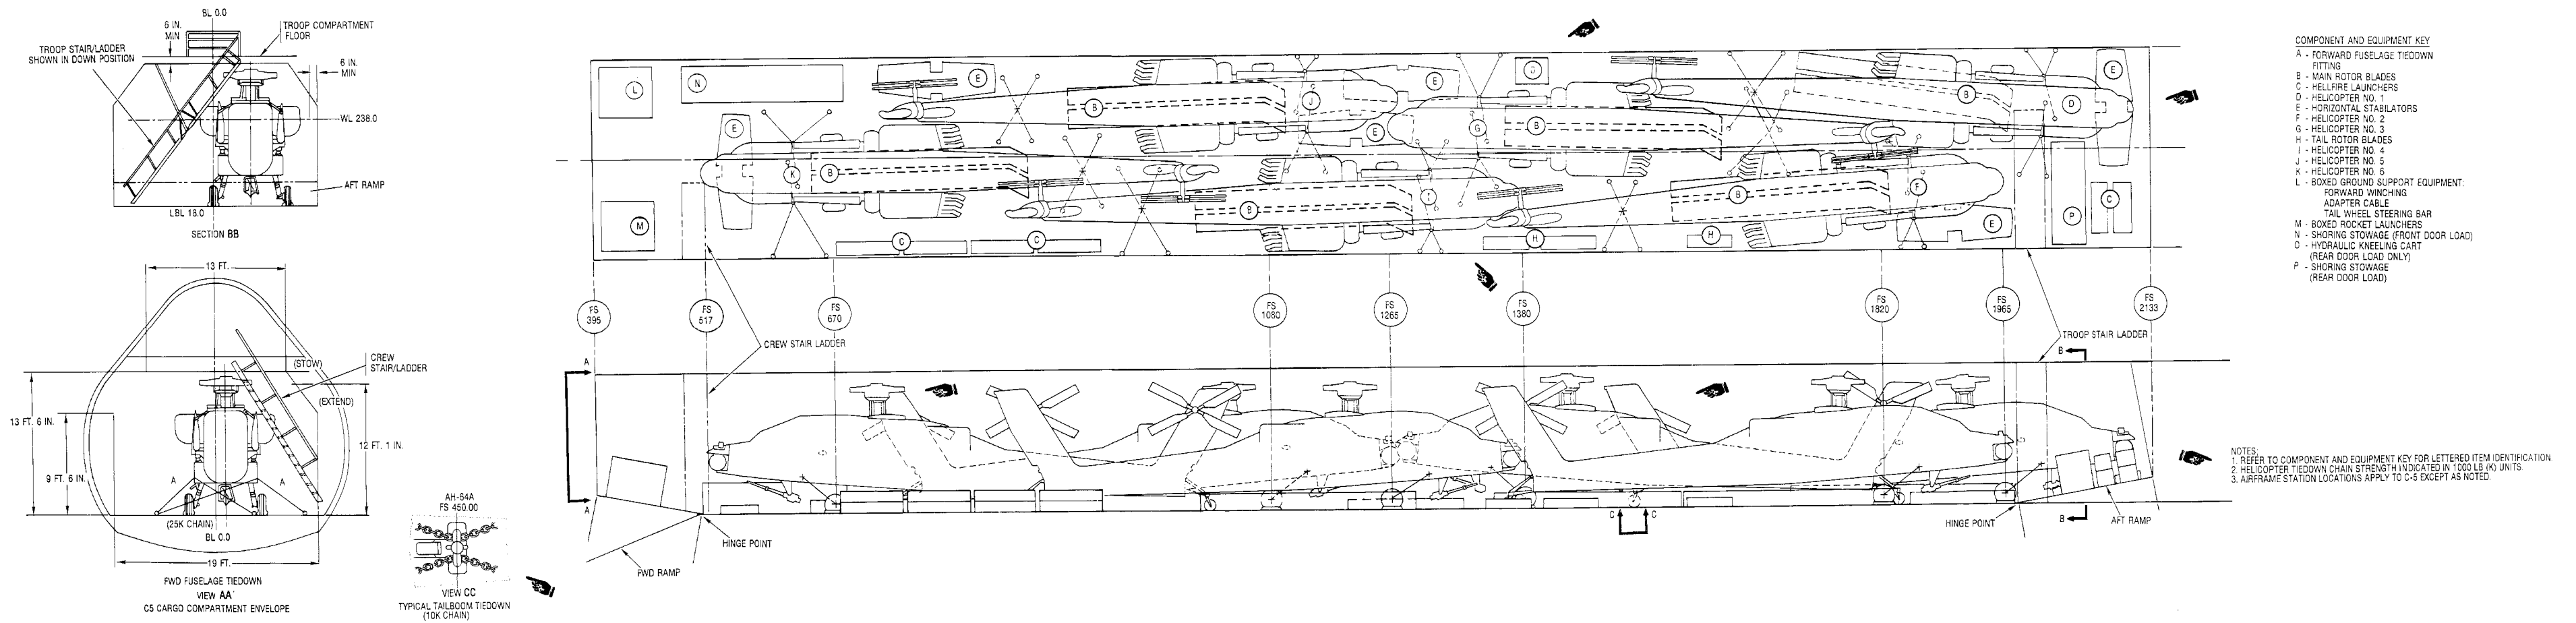 BL 0.0
6 IN.
MIN
TROOP COMPARTMENT
FLOOR
TROOP STAIR/LADDER
SHOWN IN DOWN POSITION
6 IN.
MIN
WL 238.0
AFT RAMP
LBL 18.0
SECTION BB
13 FT.
(STOW)
CREW
STAIR/LADDER
(EXTEND)
13 FT. 6 IN.
9 FT. 6 IN.
12 FT. 1 IN.
A
A
(25K CHAIN)
BL 0.0
19 FT.
FWD FUSELAGE TIEDOWN
VIEW AA
C5 CARGO COMPARTMENT ENVELOPE
AH-64A
FS 450.00
VIEW CC
TYPICAL TAILBOOM TIEDOWN
(10K CHAIN)
L
N
E
B
J
E
O
B
D
E
E
K
B
E
G
B
M
C
C
B
I
H
B
H
F
E
P
C
FS
395
FS
517
FS
670
FS
1080
FS
1265
FS
1380
FS
1820
FS
1965
FS
2133
CREW STAIR LADDER
TROOP STAIR LADDER
A
A
B
B
C
C
HINGE POINT
FWD RAMP
HINGE POINT
AFT RAMP
COMPONENT AND EQUIPMENT KEY
A - FORWARD FUSELAGE TIEDOWN
FITTING
B - MAIN ROTOR BLADES
C - HELLFIRE LAUNCHERS
D - HELICOPTER NO. 1
E - HORIZONTAL STABILATORS
F - HELICOPTER NO. 2
G - HELICOPTER NO. 3
H - TAIL ROTOR BLADES
I - HELICOPTER NO. 4
J - HELICOPTER NO. 5
K - HELICOPTER NO. 6
L - BOXED GROUND SUPPORT EQUIPMENT:
FORWARD WINCHING
ADAPTER CABLE
TAIL WHEEL STEERING BAR
M - BOXED ROCKET LAUNCHERS
N - SHORING STOWAGE (FRONT DOOR LOAD)
O - HYDRAULIC KNEELING CART
(REAR DOOR LOAD ONLY)
P - SHORING STOWAGE
(REAR DOOR LOAD)
NOTES:
1. REFER TO COMPONENT AND EQUIPMENT KEY FOR LETTERED ITEM IDENTIFICATION
2. HELICOPTER TIEDOWN CHAIN STRENGTH INDICATED IN 1000 LB (K) UNITS
3. AIRFRAME STATION LOCATIONS APPLY TO C-5 EXCEPT AS NOTED.